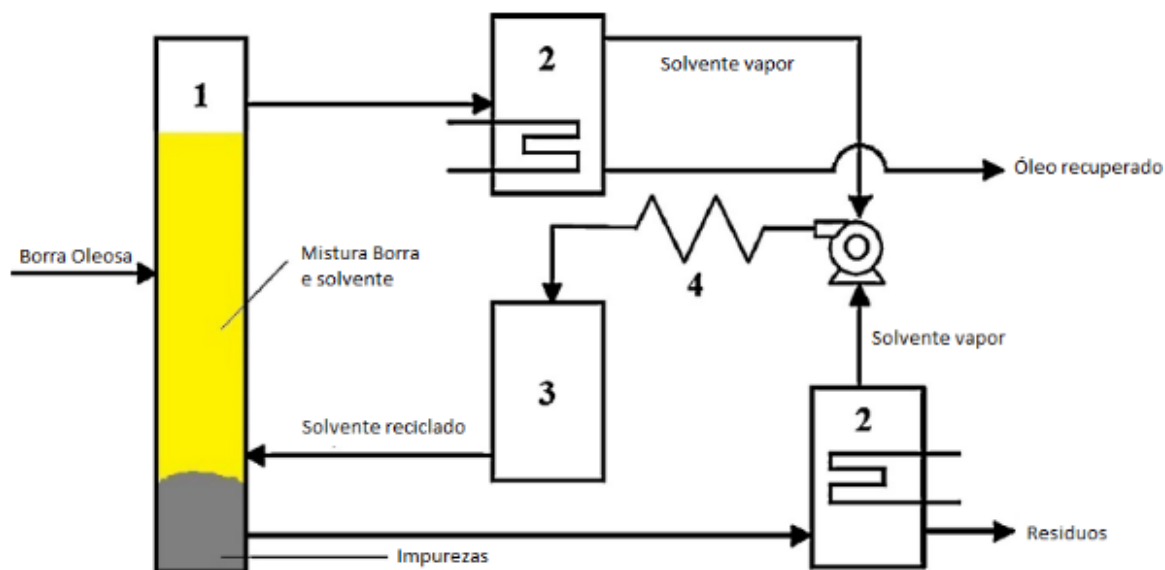 1
2
Solvente vapor
Óleo recuperado
Borra Oleosa
Mistura Borra
e solvente
4
Solvente vapor
3
2
Solvente reciclado
Impurezas
Residuos